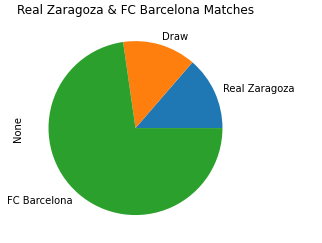 Real Zaragoza & FC Barcelona Matches
Draw
Real Zaragoza
None
FC Barcelona